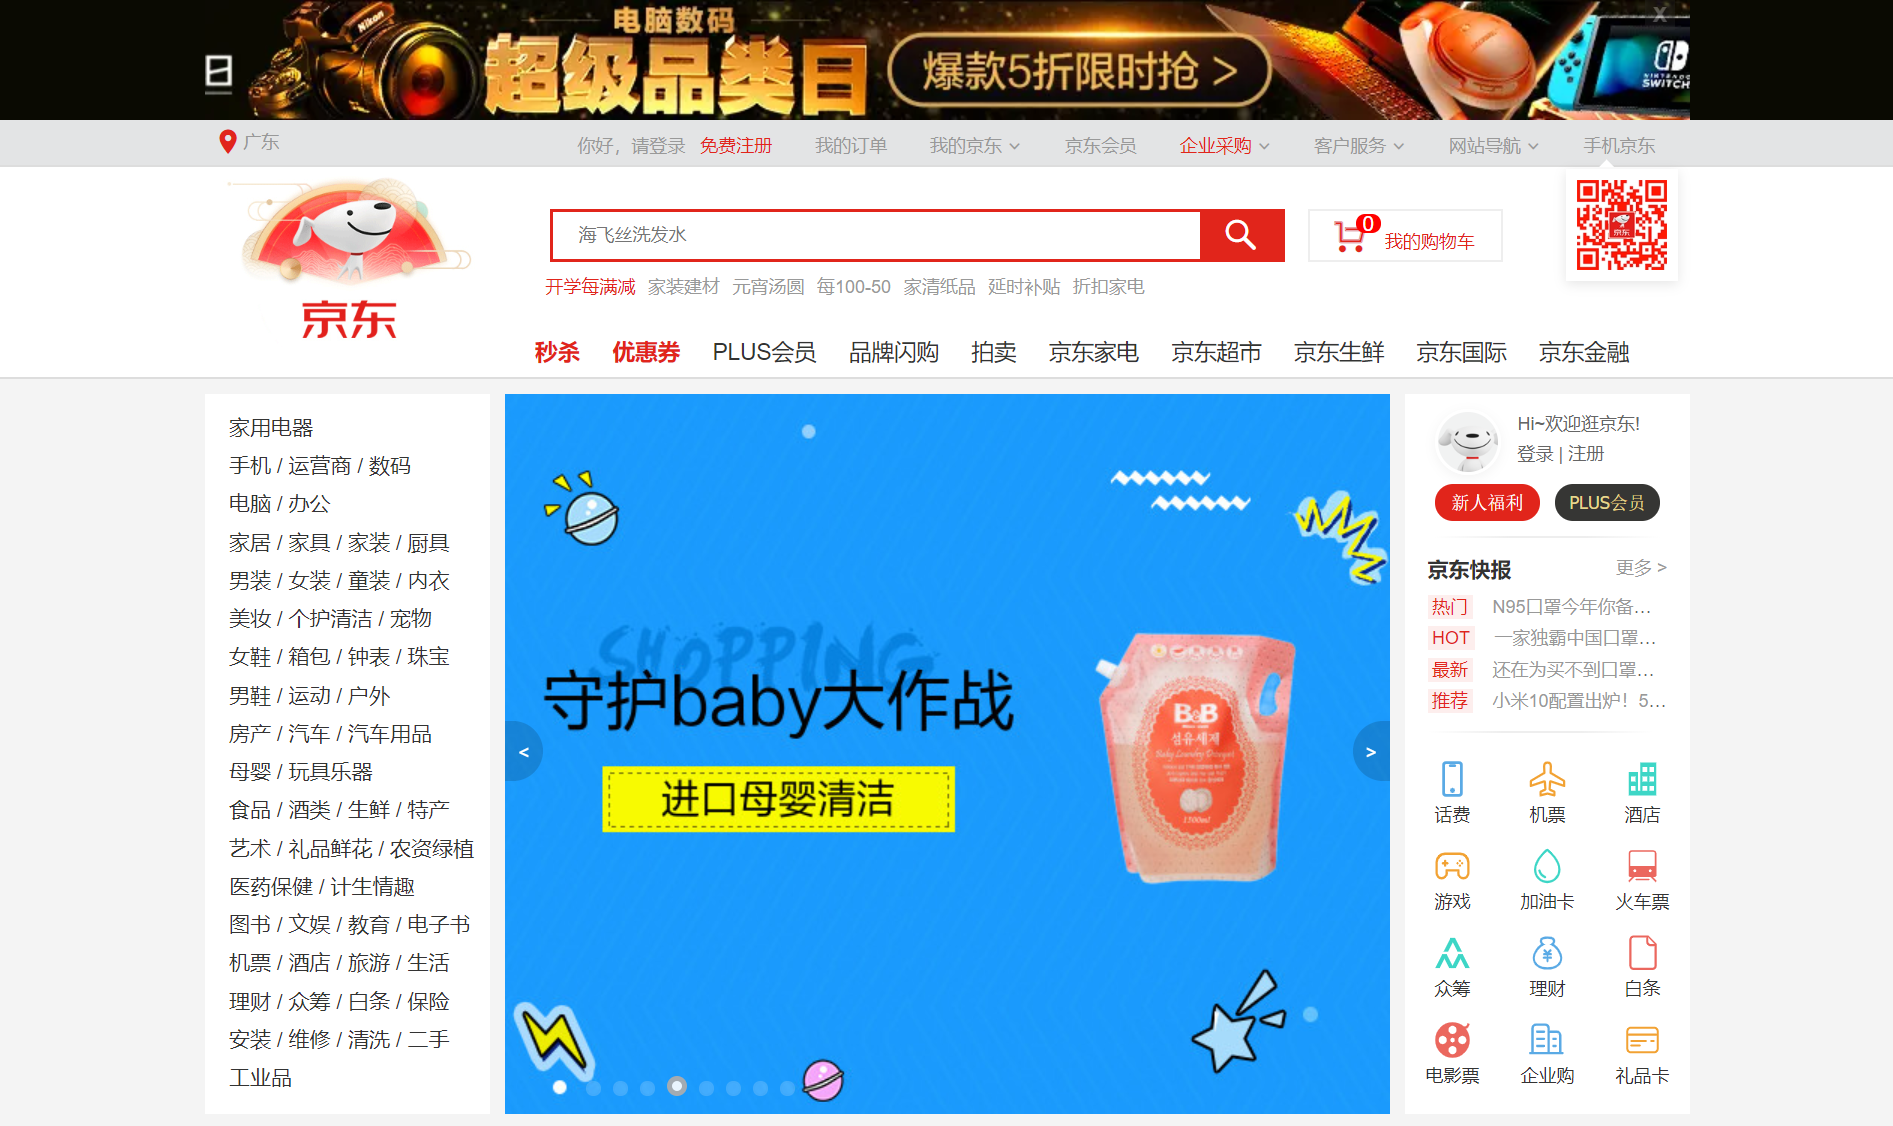 电脑数码
超级品类日
爆款5折限时抢 >
X
NINTENDO
SWITCH
Nikon
广东
你好，请登录 免费注册 我的订单 我的京东 京东会员 企业采购 客户服务 网站导航 手机京东
京东
海飞丝洗发水
0 我的购物车
京东
开学每满减 家装建材 元宵汤圆 每100-50 家清纸品 延时补贴 折扣家电
秒杀 优惠券 PLUS会员 品牌闪购 拍卖 京东家电 京东超市 京东生鲜 京东国际 京东金融
家用电器
手机 / 运营商 / 数码
电脑 / 办公
家居 / 家具 / 家装 / 厨具
男装 / 女装 / 童装 / 内衣
美妆 / 个护清洁 / 宠物
女鞋 / 箱包 / 钟表 / 珠宝
男鞋 / 运动 / 户外
房产 / 汽车 / 汽车用品
母婴 / 玩具乐器
食品 / 酒类 / 生鲜 / 特产
艺术 / 礼品鲜花 / 农资绿植
医药保健 / 计生情趣
图书 / 文娱 / 教育 / 电子书
机票 / 酒店 / 旅游 / 生活
理财 / 众筹 / 白条 / 保险
安装 / 维修 / 清洗 / 二手
工业品
SHOPPING
守护baby大作战
进口母婴清洁
B&B
섬유세제
Baby Laundry Detergent
1300ml
<
>
Hi~欢迎逛京东!
登录 | 注册
新人福利 PLUS会员
京东快报 更多 >
热门 N95口罩今年你备...
HOT 一家独霸中国口罩...
最新 还在为买不到口罩...
推荐 小米10配置出炉！5...
话费 机票 酒店
游戏 加油卡 火车票
众筹 理财 白条
电影票 企业购 礼品卡